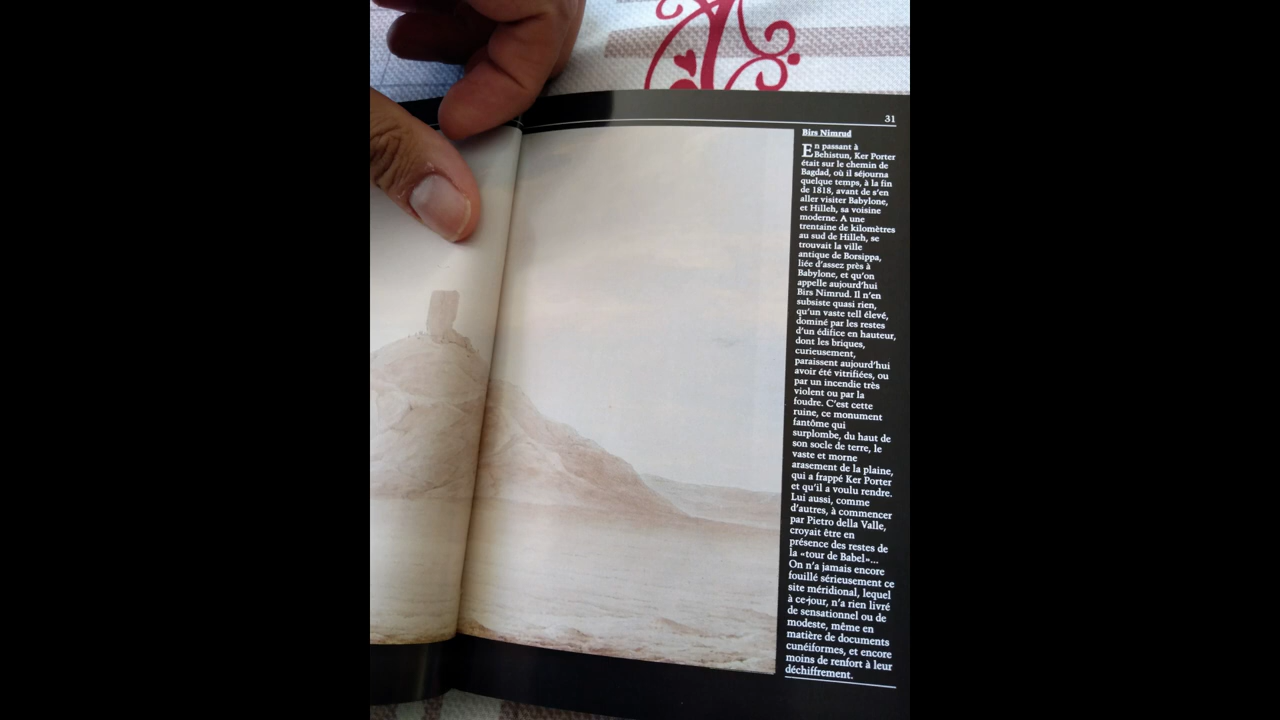 31
Birs Nimrud
En passant à
Behistun, Ker Porter
était sur le chemin de
Bagdad, où il séjourna
quelque temps, à la fin
de 1818, avant de s'en
aller visiter Babylone,
et Hilleh, sa voisine
moderne. A une
trentaine de kilomètres
au sud de Hilleh, se
trouvait la ville
antique de Borsippa,
liée d'assez près à
Babylone, et qu'on
appelle aujourd'hui
Birs Nimrud. Il n'en
subsiste quasi rien,
qu'un vaste tell élevé,
dominé par les restes
d'un édifice en hauteur,
dont les briques,
curieusement,
paraissent aujourd'hui
avoir été vitrifiées, ou
par un incendie très
violent ou par la
foudre. C'est cette
ruine, ce monument
fantôme qui
surplombe, du haut de
son socle de terre, le
vaste et morne
arasement de la plaine,
qui a frappé Ker Porter
et qu'il a voulu rendre.
Lui aussi, comme
d'autres, à commencer
par Pietro della Valle,
croyait être en
présence des restes de
la «tour de Babel»...
On n'a jamais encore
fouillé sérieusement ce
site méridional, lequel
à ce jour, n'a rien livré
de sensationnel ou de
modeste, même en
matière de documents
cunéiformes, et encore
moins de renfort à leur
déchiffrement.